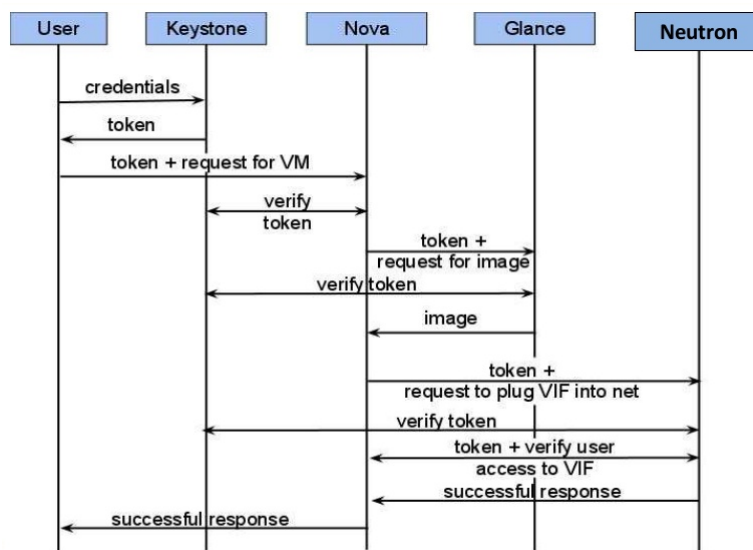 User
Keystone
Nova
Glance
Neutron
credentials
token
token + request for VM
verify
token
token +
request for image
verify token
image
token +
request to plug VIF into net
verify token
token + verify user
access to VIF
successful response
successful response